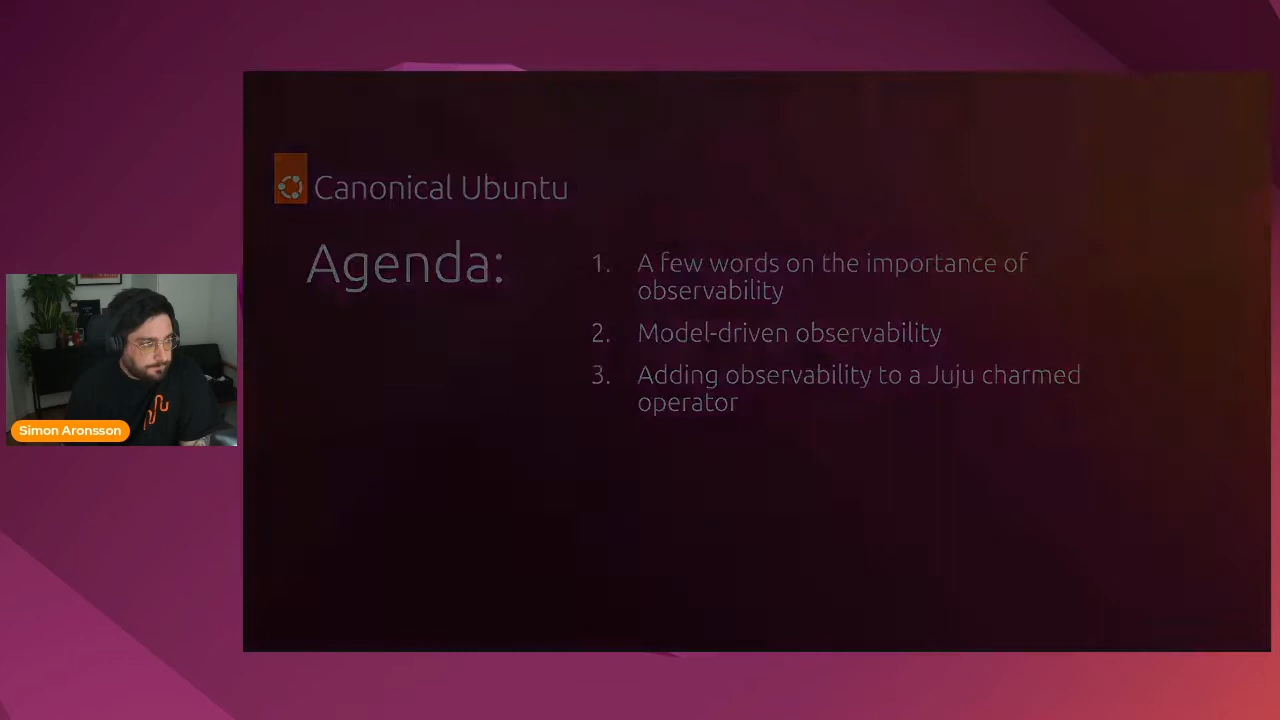 Canonical Ubuntu
Agenda:
1. A few words on the importance of
observability
2. Model-driven observability
3. Adding observability to a Juju charmed
operator
Simon Aronsson